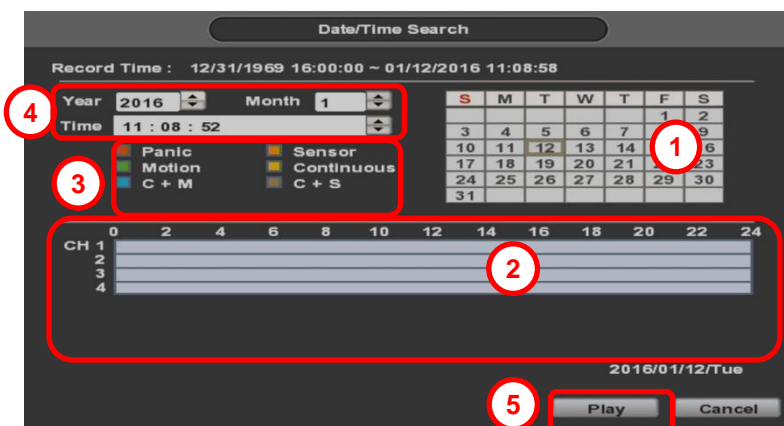 Date/Time Search
Record Time : 12/31/1969 16:00:00 ~ 01/12/2016 11:08:58
4
Year 2016 Month 1
Time 11 : 08 : 52
S M T W T F S
1 2
3 4 5 6 7 9
10 11 12 13 14 6
17 18 19 20 21 23
24 25 26 27 28 29 30
31
1
3
Panic Sensor
Motion Continuous
C + M C + S
0 2 4 6 8 10 12 14 16 18 20 22 24
CH 1
2
3
4
2
2016/01/12/Tue
5
Play Cancel